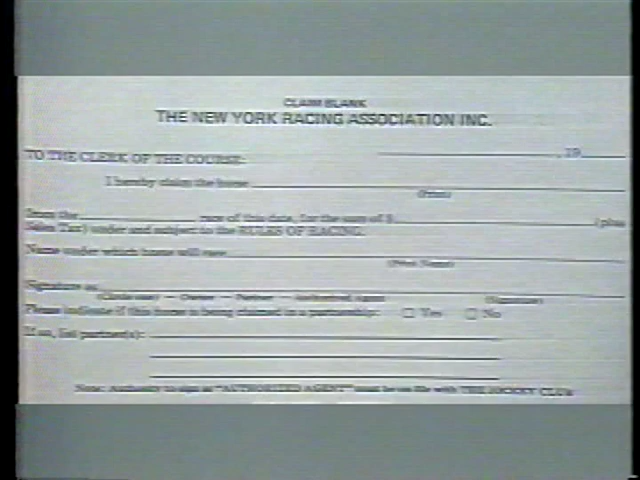 CLAIM BLANK
THE NEW YORK RACING ASSOCIATION INC.
, 19
TO THE CLERK OF THE COURSE:
I hereby claim the horse
(Print)
from the race of this date, for the sum of $ (plus
Sales Tax) under and subject to the RULES OF RACING.
Name under which horse will race
(Print Name)
Signature as
(Circle one) — Owner — Partner — Authorized Agent (Signature)
Please indicate if this horse is being claimed in a partnership: Yes No
If so, list partner(s):
Note: Authority to sign as "AUTHORIZED AGENT" must be on file with THE JOCKEY CLUB